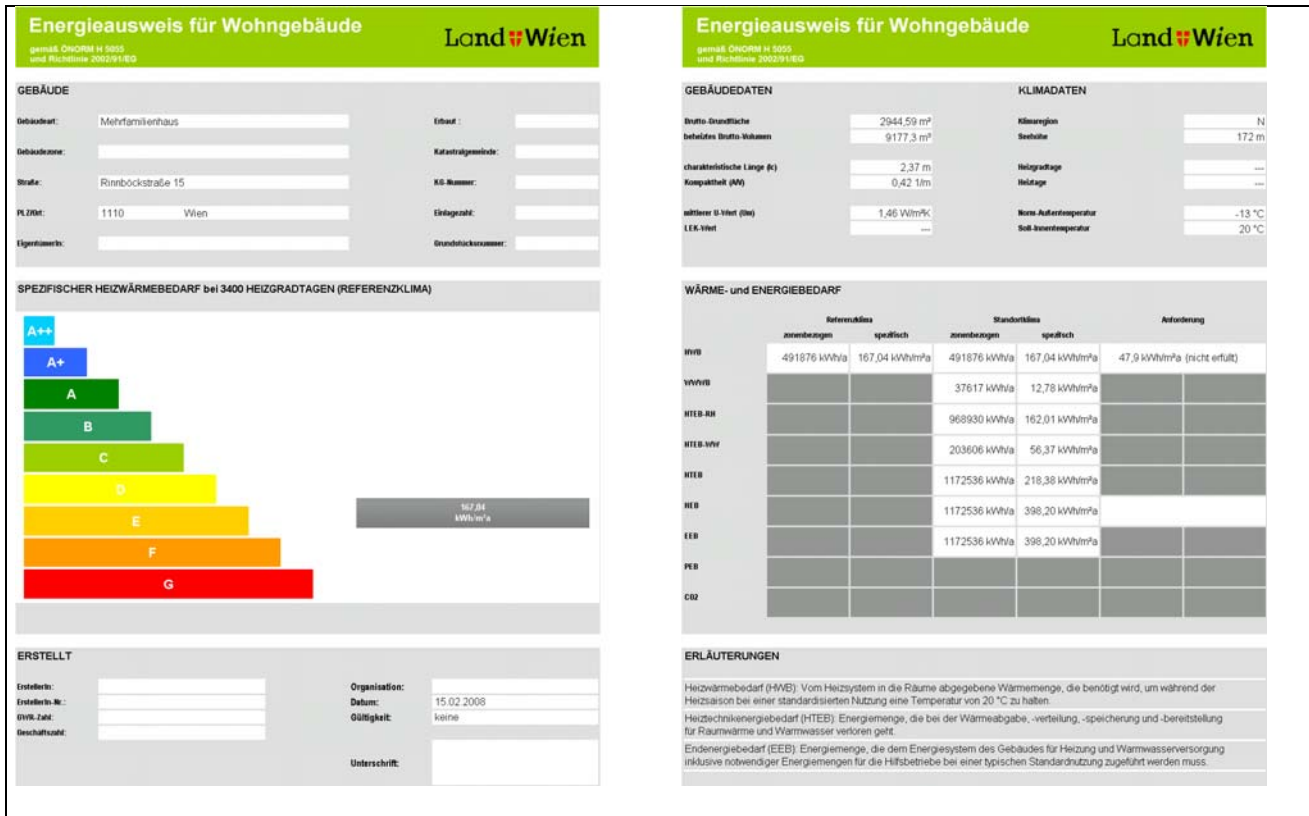 Energieausweis für Wohngebäude
gemäß ÖNORM H 5055
und Richtlinie 2002/91/EG
Land Wien
GEBÄUDE
Gebäudeart: Mehrfamilienhaus Erbaut :
Gebäudezone: Katastralgemeinde:
Straße: Rinnböckstraße 15 KG-Nummer:
PLZ/Ort: 1110 Wien Einlagezahl:
EigentümerIn: Grundstücksnummer:
SPEZIFISCHER HEIZWÄRMEBEDARF bei 3400 HEIZGRADTAGEN (REFERENZKLIMA)
A++
A+
A
B
C
D
E
F
G
167,04
kWh/m²a
ERSTELLT
ErstellerIn: Organisation:
ErstellerIn-Nr.: Datum: 15.02.2008
GWR-Zahl: Gültigkeit: keine
Geschäftszahl:
Unterschrift:
Energieausweis für Wohngebäude
gemäß ÖNORM H 5055
und Richtlinie 2002/91/EG
Land Wien
GEBÄUDEDATEN KLIMADATEN
Brutto-Grundfläche 2944,59 m² Klimaregion N
beheiztes Brutto-Volumen 9177,3 m³ Seehöhe 172 m
charakteristische Länge (lc) 2,37 m Heizgradtage ---
Kompaktheit (A/V) 0,42 1/m Heiztage ---
mittlerer U-Wert (Um) 1,46 W/m²K Norm-Außentemperatur -13 °C
LEK-Wert --- Soll-Innentemperatur 20 °C
WÄRME- und ENERGIEBEDARF
Referenzklima Standortklima Anforderung
zonenbezogen spezifisch zonenbezogen spezifisch
HWB 491876 kWh/a 167,04 kWh/m²a 491876 kWh/a 167,04 kWh/m²a 47,9 kWh/m²a (nicht erfüllt)
WWWB 37617 kWh/a 12,78 kWh/m²a
HTEB-RH 968930 kWh/a 162,01 kWh/m²a
HTEB-WW 203606 kWh/a 56,37 kWh/m²a
HTEB 1172536 kWh/a 218,38 kWh/m²a
HEB 1172536 kWh/a 398,20 kWh/m²a
EEB 1172536 kWh/a 398,20 kWh/m²a
PEB
CO2
ERLÄUTERUNGEN
Heizwärmebedarf (HWB): Vom Heizsystem in die Räume abgegebene Wärmemenge, die benötigt wird, um während der
Heizsaison bei einer standardisierten Nutzung eine Temperatur von 20 °C zu halten.
Heiztechnikenergiebedarf (HTEB): Energiemenge, die bei der Wärmeabgabe, -verteilung, -speicherung und -bereitstellung
für Raumwärme und Warmwasser verloren geht.
Endenergiebedarf (EEB): Energiemenge, die dem Energiesystem des Gebäudes für Heizung und Warmwasserversorgung
inklusive notwendiger Energiemengen für die Hilfsbetriebe bei einer typischen Standardnutzung zugeführt werden muss.